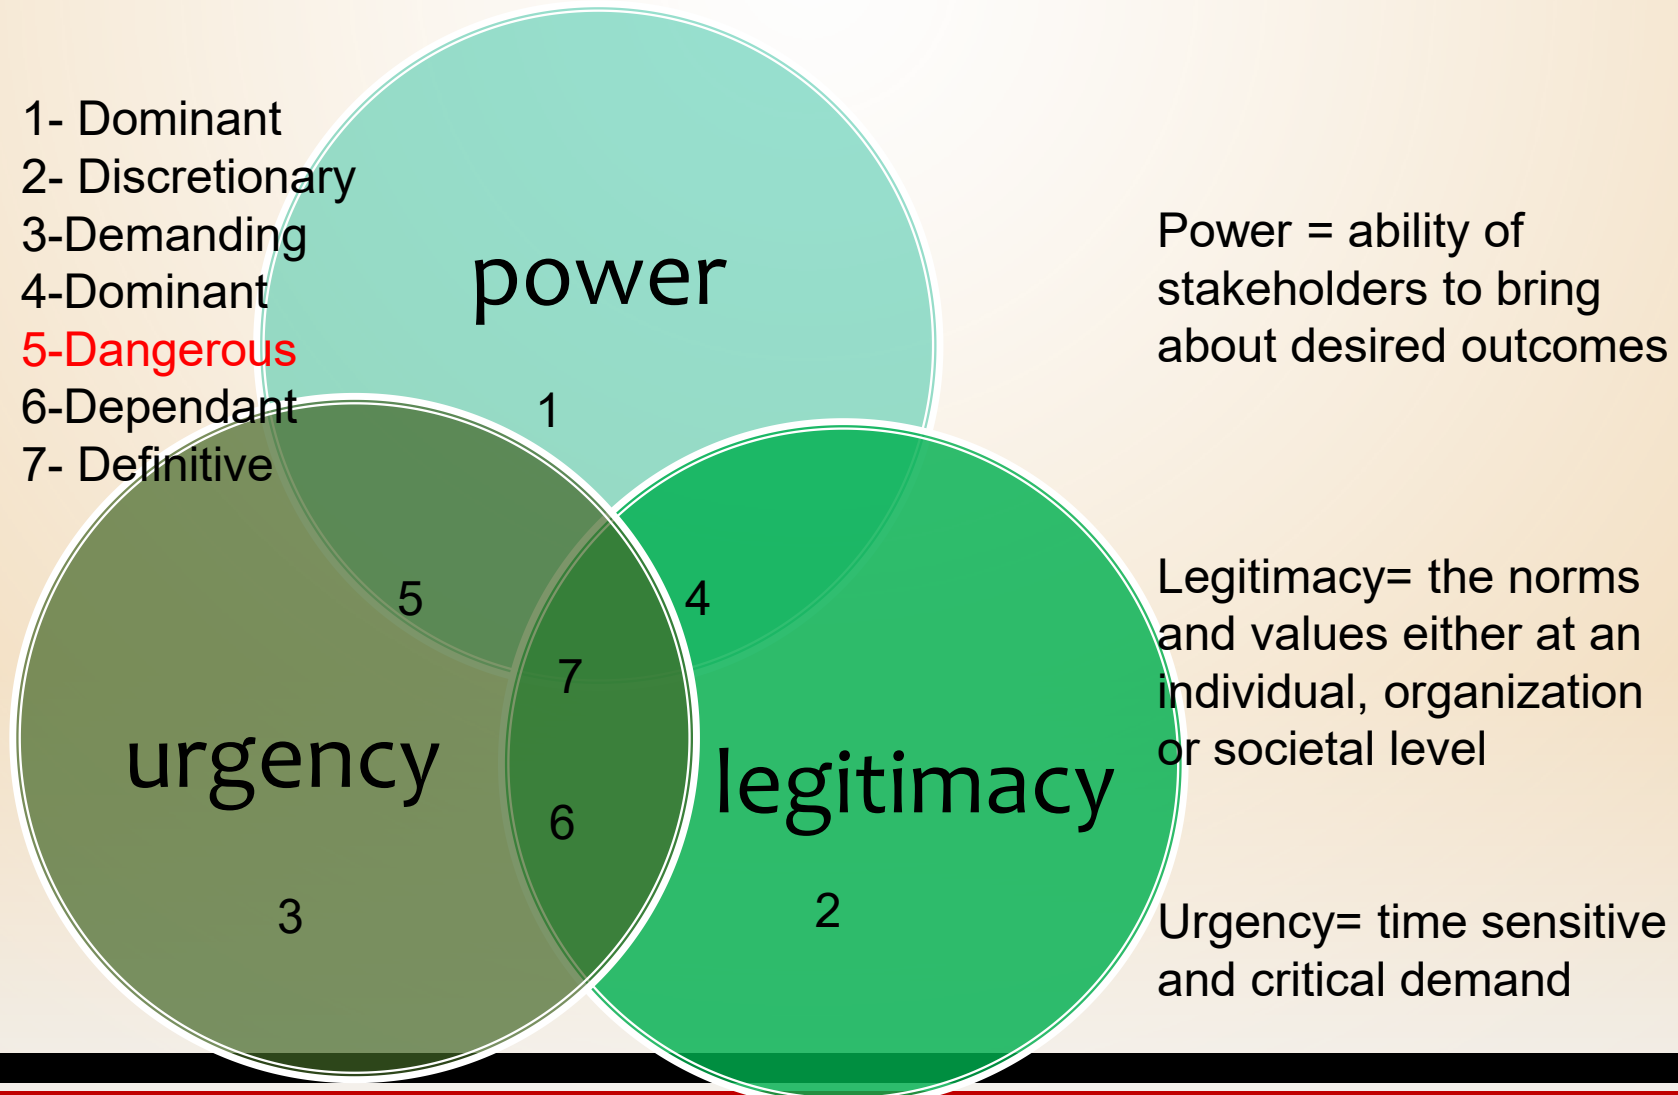 1- Dominant
2- Discretionary
3-Demanding
4-Dominant
5-Dangerous
6-Dependant
7- Definitive
power
1
5
4
7
urgency
legitimacy
6
3
2
Power = ability of
stakeholders to bring
about desired outcomes
Legitimacy= the norms
and values either at an
individual, organization
or societal level
Urgency= time sensitive
and critical demand